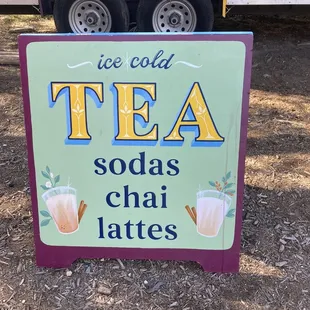 ice cold
TEA
sodas
chai
lattes